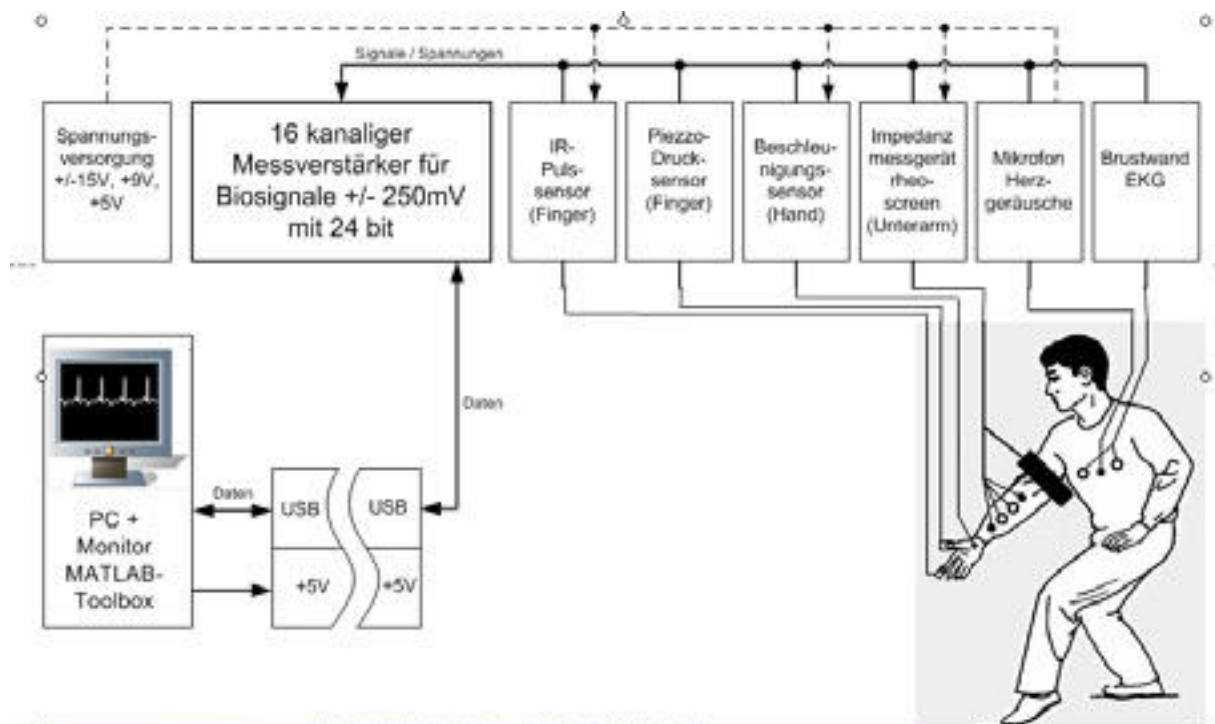 Signale / Spannungen
Spannungs-
versorgung
+/-15V, +9V,
+5V
16 kanaliger
Messverstärker für
Biosignale +/- 250mV
mit 24 bit
IR-
Puls-
sensor
(Finger)
Piezzo-
Druck-
sensor
(Finger)
Beschleu-
nigungs-
sensor
(Hand)
Impedanz
messgerät
rheo-
screen
(Unterarm)
Mikrofon
Herz-
geräusche
Brustwand
EKG
Daten
Daten
USB
USB
+5V
+5V
PC +
Monitor
MATLAB-
Toolbox